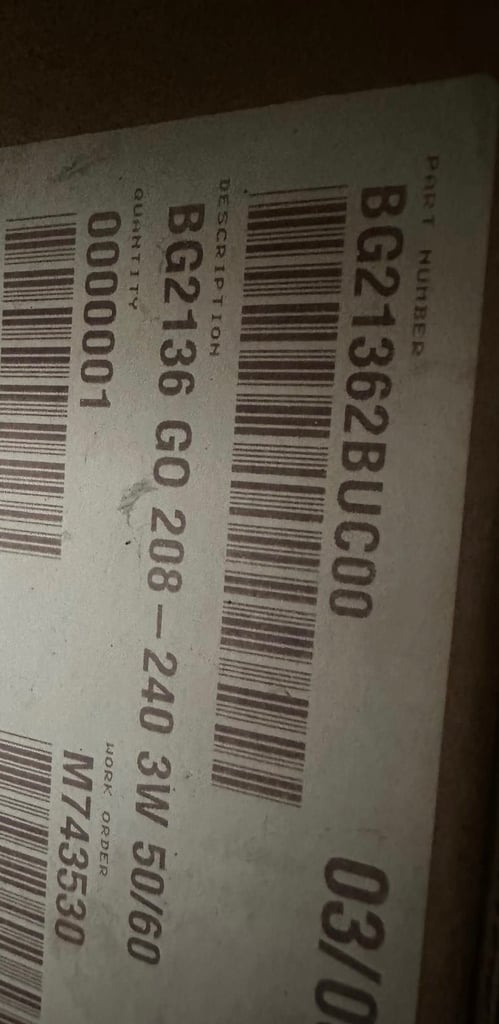 PART NUMBER
BG21362BUC00
03/0
DESCRIPTION
BG2136 GO 208-240 3W 50/60
QUANTITY
0000001
WORK ORDER
M743530